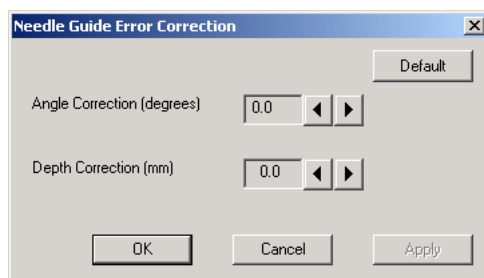 Needle Guide Error Correction
Default
Angle Correction (degrees) 0.0
Depth Correction (mm) 0.0
OK Cancel Apply